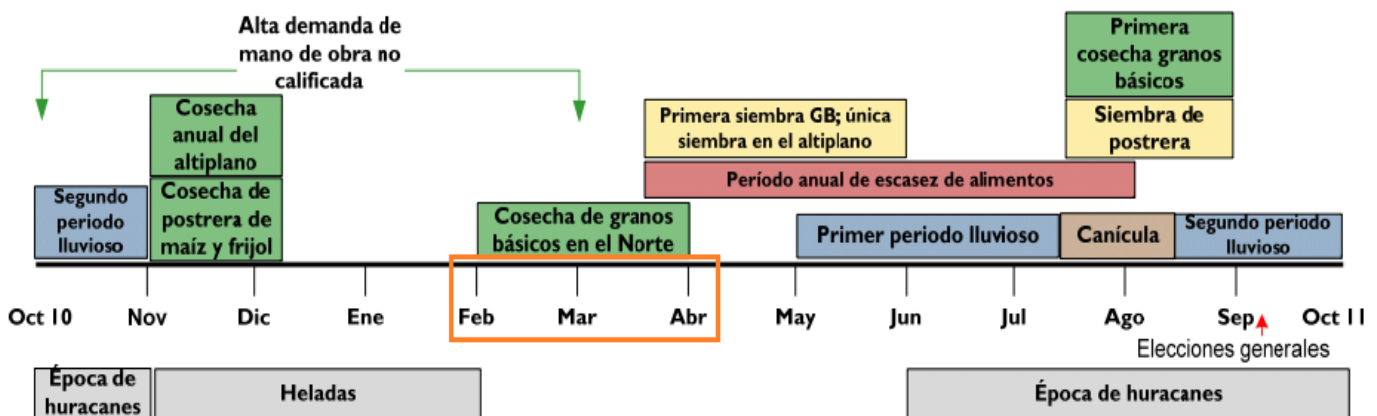 Alta demanda de
mano de obra no
calificada
Primera
cosecha granos
básicos
Cosecha
anual del
altiplano
Primera siembra GB; única
siembra en el altiplano
Siembra de
postrera
Período anual de escasez de alimentos
Segundo
periodo
lluvioso
Cosecha de
postrera de
maíz y frijol
Cosecha de granos
básicos en el Norte
Primer periodo lluvioso
Canícula
Segundo periodo
lluvioso
Oct 10 Nov Dic Ene Feb Mar Abr May Jun Jul Ago Sep Oct 11
Elecciones generales
Época de
huracanes
Heladas
Época de huracanes